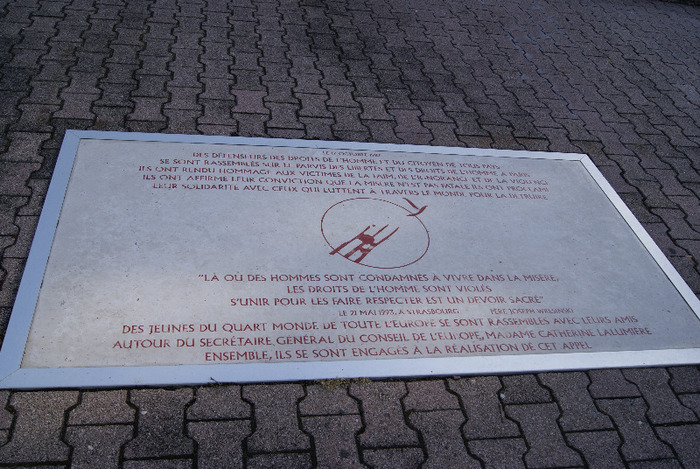 LE 17 OCTOBRE 1987
DES DÉFENSEURS DES DROITS DE L'HOMME ET DU CITOYEN DE TOUS PAYS
SE SONT RASSEMBLÉS SUR LE PARVIS DES LIBERTÉS ET DES DROITS DE L'HOMME À PARIS
ILS ONT RENDU HOMMAGE AUX VICTIMES DE LA FAIM, DE L'IGNORANCE ET DE LA VIOLENCE
ILS ONT AFFIRMÉ LEUR CONVICTION QUE LA MISÈRE N'EST PAS FATALE ILS ONT PROCLAMÉ
LEUR SOLIDARITÉ AVEC CEUX QUI LUTTENT À TRAVERS LE MONDE POUR LA DÉTRUIRE
"LÀ OÙ DES HOMMES SONT CONDAMNÉS À VIVRE DANS LA MISÈRE,
LES DROITS DE L'HOMME SONT VIOLÉS
S'UNIR POUR LES FAIRE RESPECTER EST UN DEVOIR SACRÉ"
LE 21 MAI 1993, À STRASBOURG PÈRE JOSEPH WRESINSKI
DES JEUNES DU QUART MONDE DE TOUTE L'EUROPE SE SONT RASSEMBLÉS AVEC LEURS AMIS
AUTOUR DU SECRÉTAIRE GÉNÉRAL DU CONSEIL DE L'EUROPE, MADAME CATHERINE LALUMIÈRE
ENSEMBLE, ILS SE SONT ENGAGÉS À LA RÉALISATION DE CET APPEL.